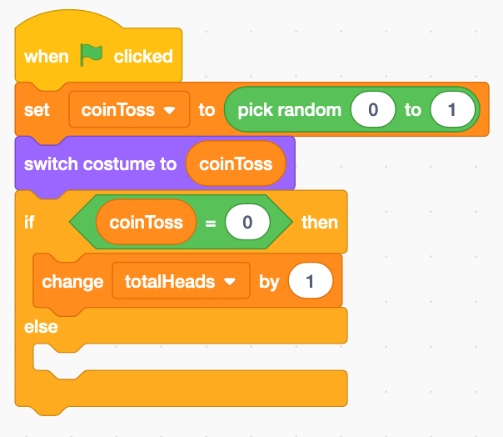 when clicked
set coinToss to pick random 0 to 1
switch costume to coinToss
if coinToss = 0 then
change totalHeads by 1
else